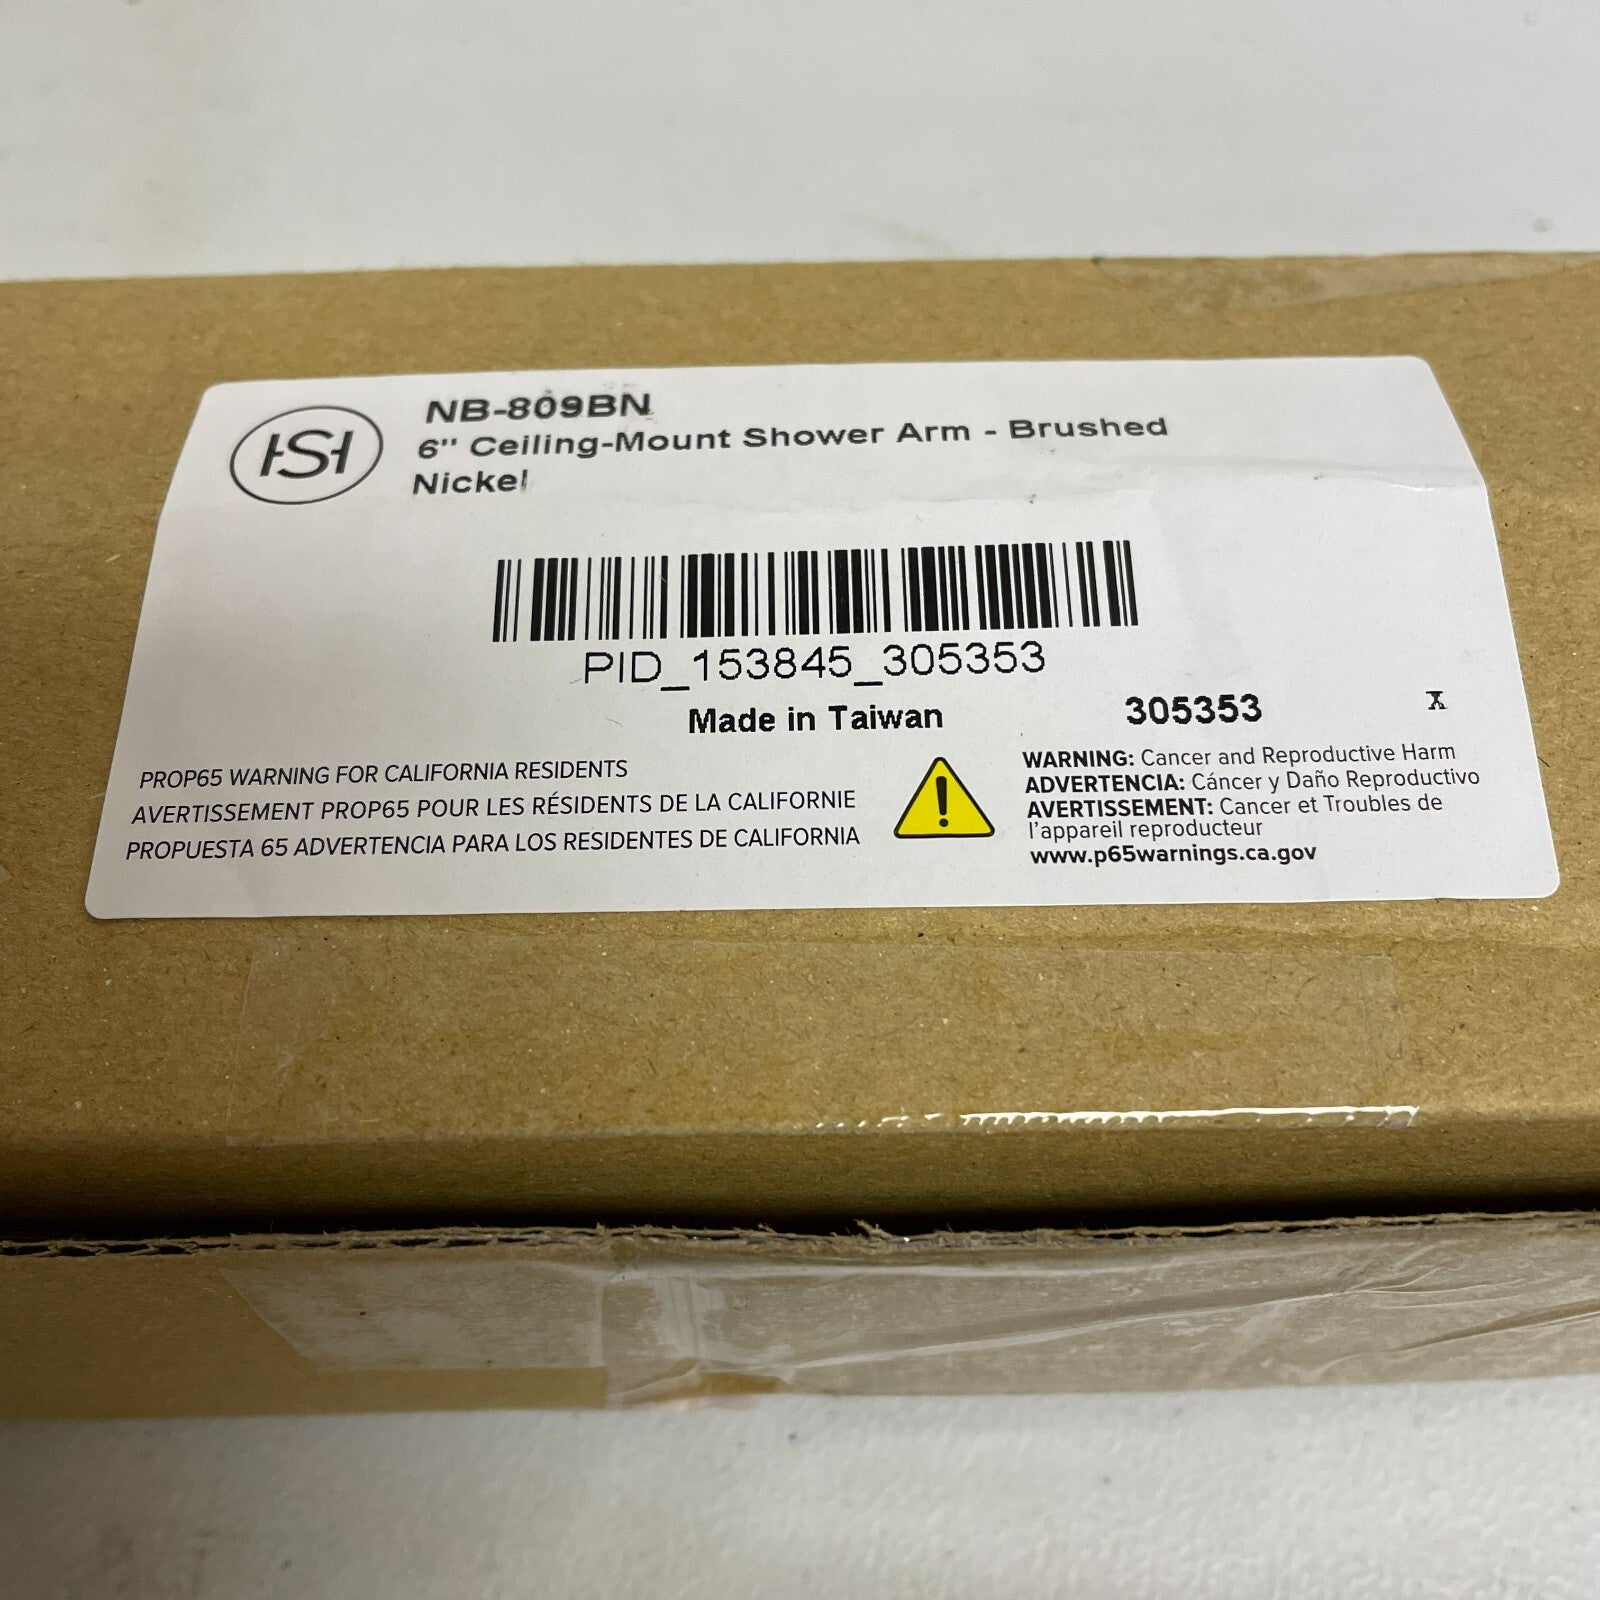 HSH
NB-809BN
6" Ceiling-Mount Shower Arm - Brushed
Nickel
PID_153845_305353
Made in Taiwan
305353
X
PROP65 WARNING FOR CALIFORNIA RESIDENTS
AVERTISSEMENT PROP65 POUR LES RÉSIDENTS DE LA CALIFORNIE
PROPUESTA 65 ADVERTENCIA PARA LOS RESIDENTES DE CALIFORNIA
WARNING: Cancer and Reproductive Harm
ADVERTENCIA: Cáncer y Daño Reproductivo
AVERTISSEMENT: Cancer et Troubles de
l'appareil reproducteur
www.p65warnings.ca.gov